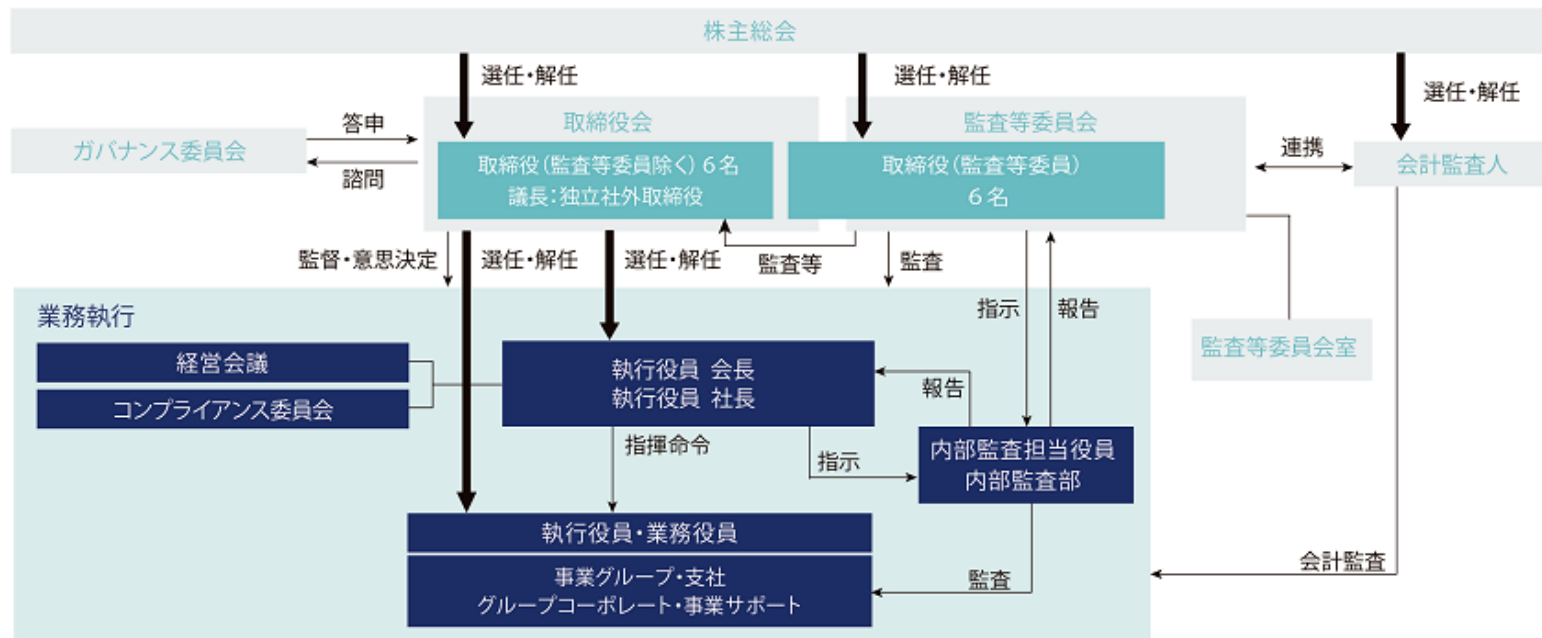 株主総会
選任・解任
選任・解任
選任・解任
ガバナンス委員会
答申
諮問
取締役会
取締役(監査等委員除く)6名
議長:独立社外取締役
監査等委員会
取締役(監査等委員)
6名
連携
会計監査人
監督・意思決定
選任・解任
選任・解任
監査等
監査
指示
報告
監査等委員会室
業務執行
経営会議
コンプライアンス委員会
執行役員 会長
執行役員 社長
報告
指揮命令
指示
内部監査担当役員
内部監査部
執行役員・業務役員
事業グループ・支社
グループコーポレート・事業サポート
監査
会計監査